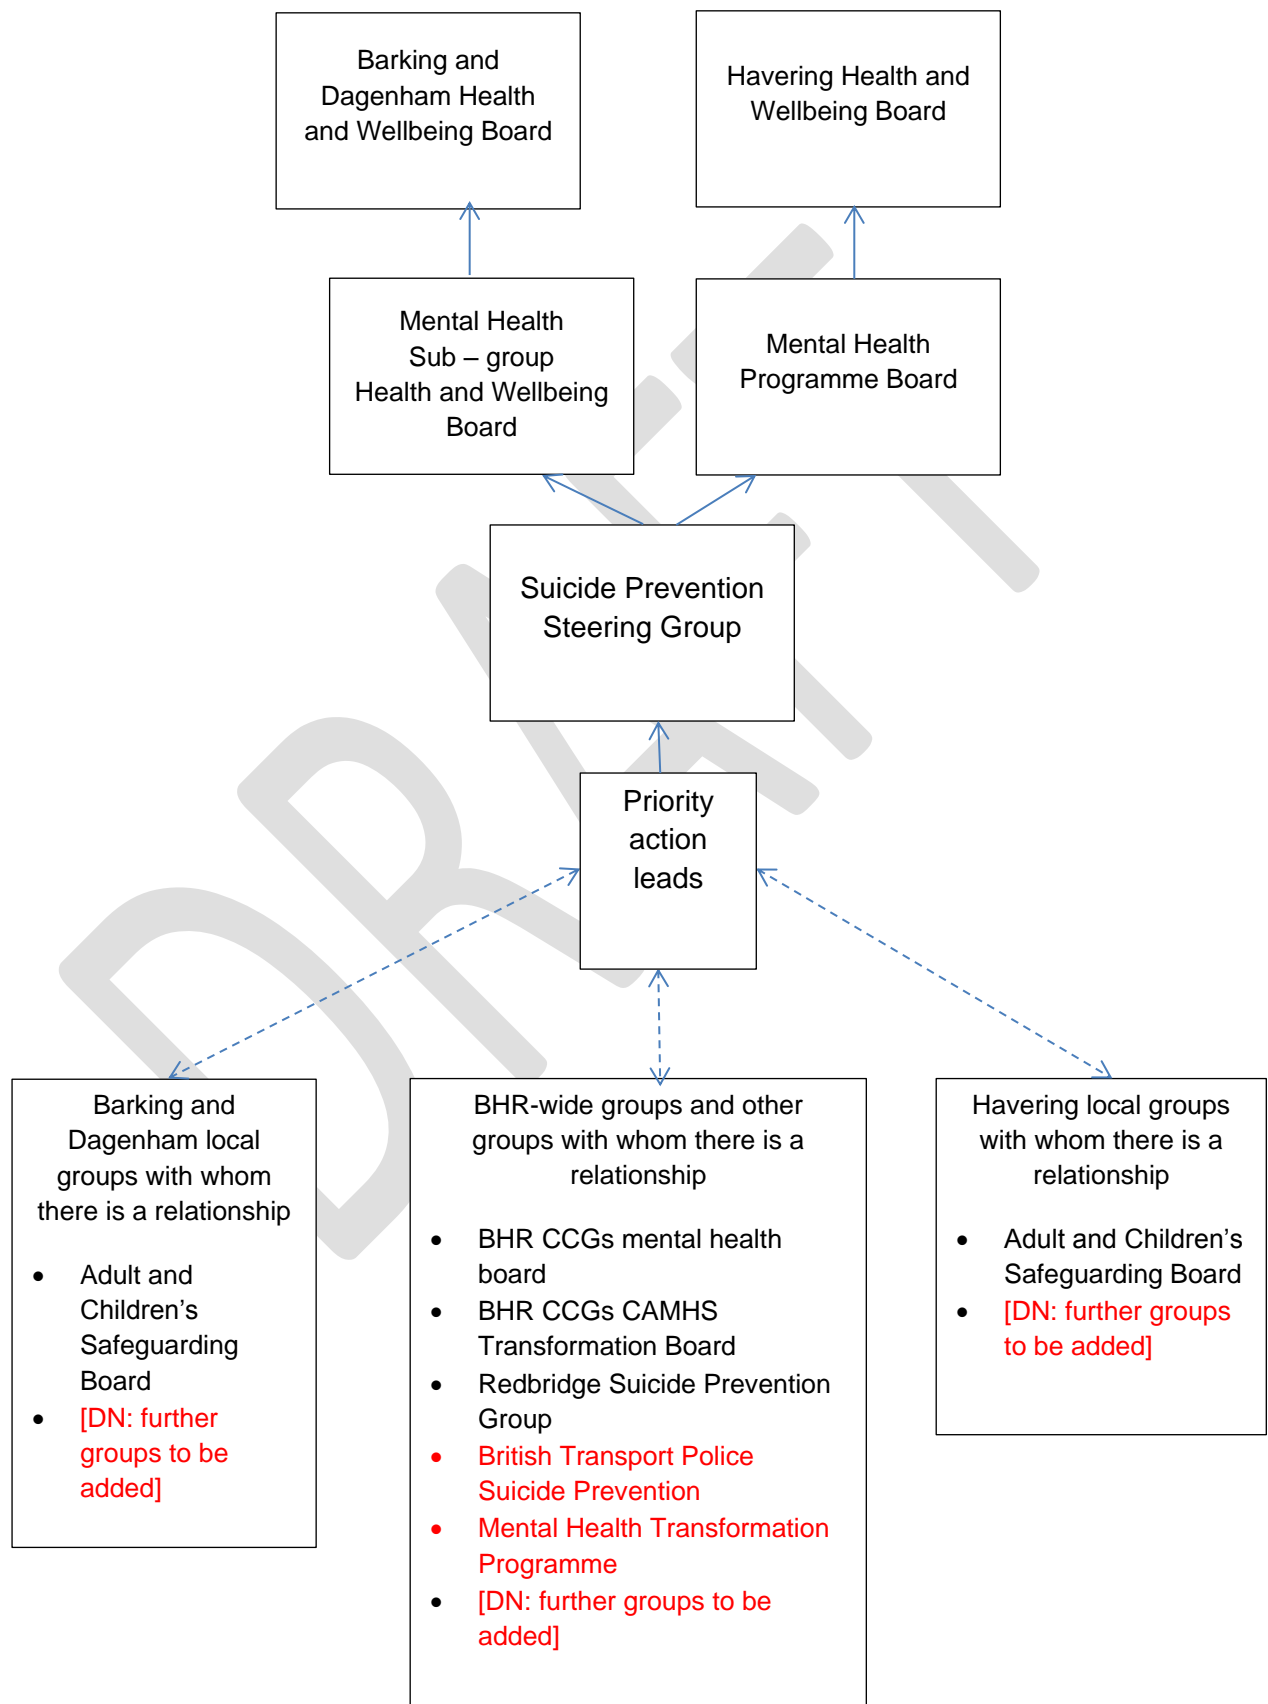 Barking and
Dagenham Health
and Wellbeing Board
Havering Health and
Wellbeing Board
Mental Health
Sub – group
Health and Wellbeing
Board
Mental Health
Programme Board
Suicide Prevention
Steering Group
Priority
action
leads
Barking and
Dagenham local
groups with whom
there is a relationship
• Adult and
Children’s
Safeguarding
Board
• [DN: further
groups to be
added]
BHR-wide groups and other
groups with whom there is a
relationship
• BHR CCGs mental health
board
• BHR CCGs CAMHS
Transformation Board
• Redbridge Suicide Prevention
Group
• British Transport Police
Suicide Prevention
• Mental Health Transformation
Programme
• [DN: further groups to be
added]
Havering local groups
with whom there is a
relationship
• Adult and Children’s
Safeguarding Board
• [DN: further groups
to be added]
DRAFT